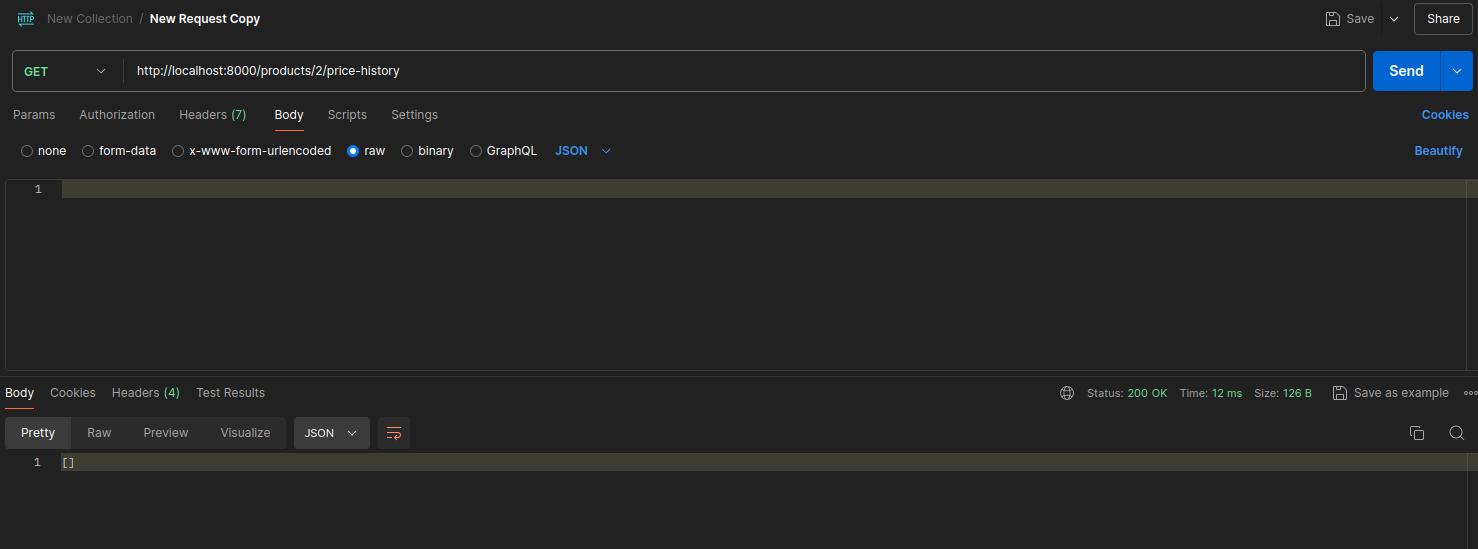 HTTP New Collection / New Request Copy Save Share
GET http://localhost:8000/products/2/price-history Send
Params Authorization Headers (7) Body Scripts Settings Cookies
none form-data x-www-form-urlencoded raw binary GraphQL JSON Beautify
1
Body Cookies Headers (4) Test Results Status: 200 OK Time: 12 ms Size: 126 B Save as example
Pretty Raw Preview Visualize JSON
1 []